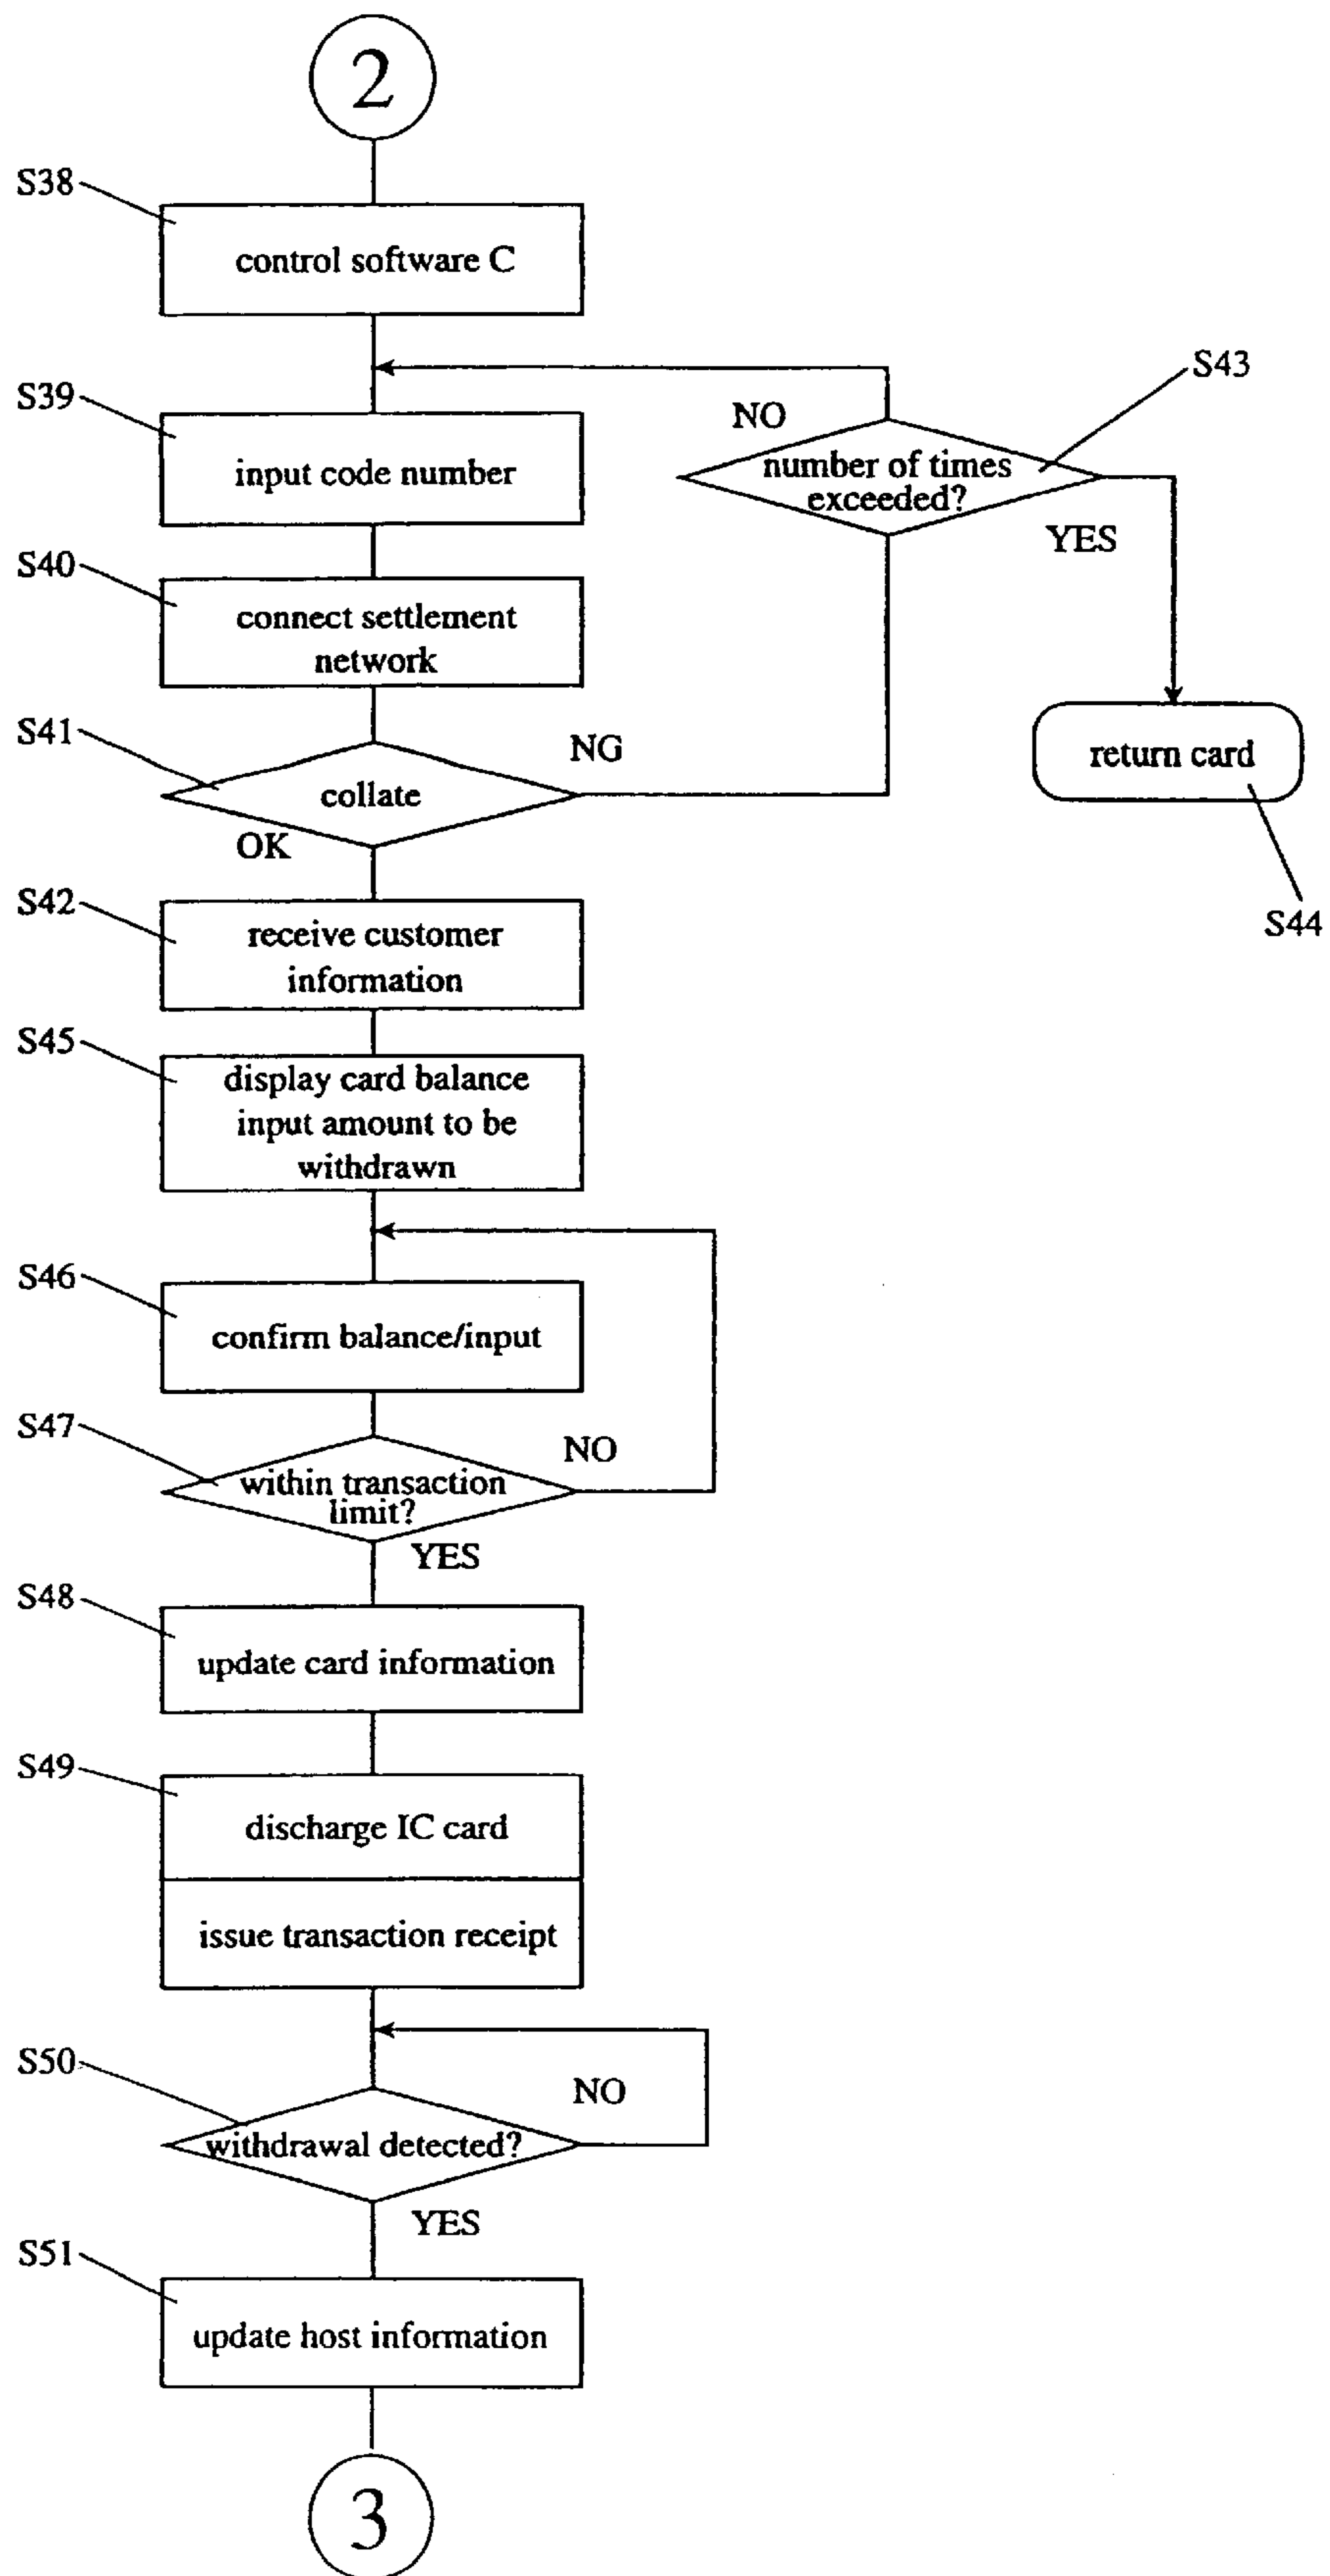 2
S38
control software C
S43
S39
NO
number of times
exceeded?
input code number
YES
S40
connect settlement
network
S41
NG
return card
collate
OK
S42
receive customer
information
S44
S45
display card balance
input amount to be
withdrawn
S46
confirm balance/input
S47
NO
within transaction
limit?
YES
S48
update card information
S49
discharge IC card
issue transaction receipt
S50
NO
withdrawal detected?
YES
S51
update host information
3